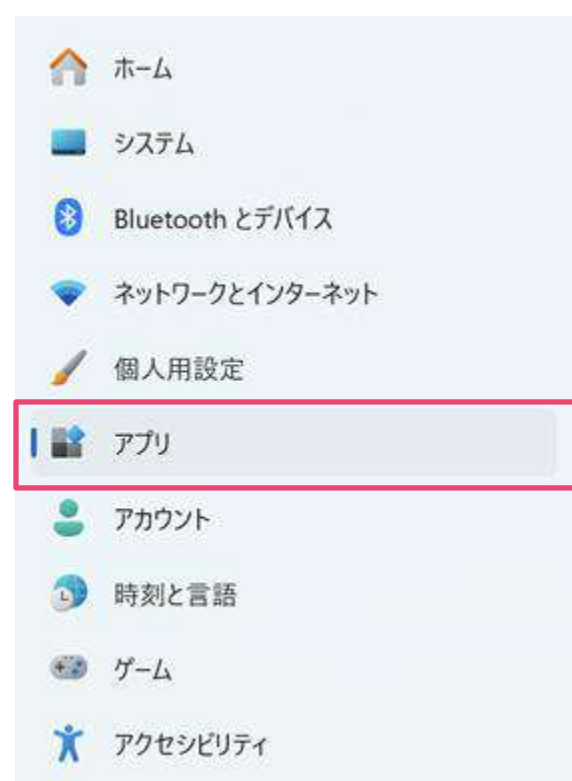 ホーム
システム
Bluetooth とデバイス
ネットワークとインターネット
個人用設定
アプリ
アカウント
時刻と言語
ゲーム
アクセシビリティ